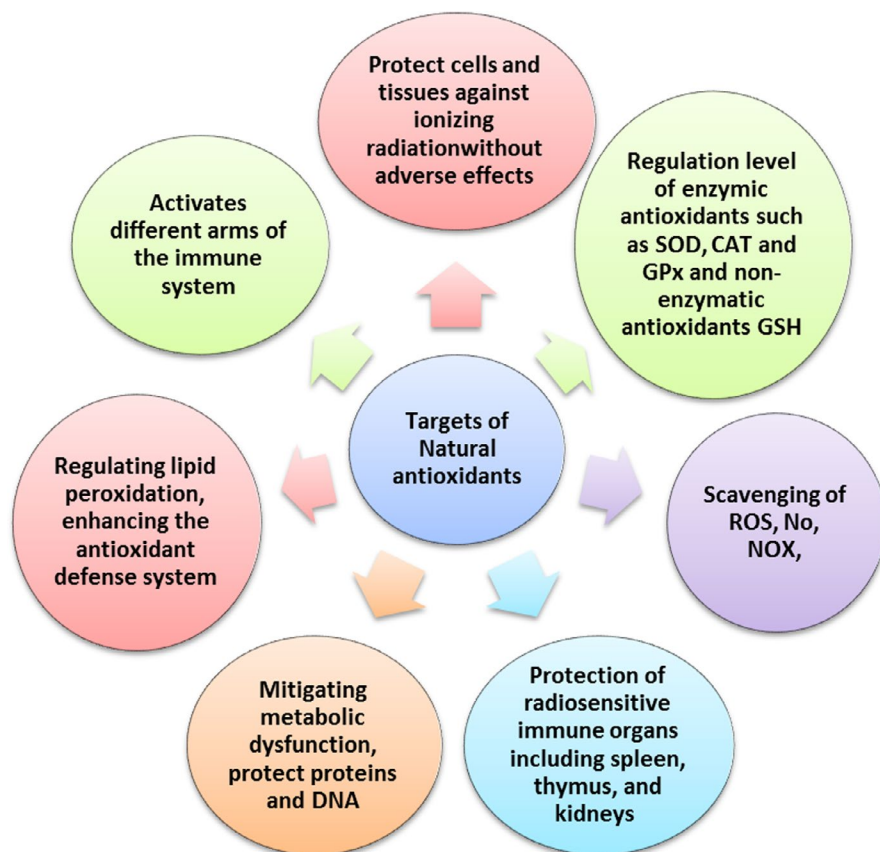 Protect cells and
tissues against
ionizing
radiationwithout
adverse effects
Regulation level
of enzymic
antioxidants such
as SOD, CAT and
GPx and non-
enzymatic
antioxidants GSH
Scavenging of
ROS, No,
NOX,
Protection of
radiosensitive
immune organs
including spleen,
thymus, and
kidneys
Mitigating
metabolic
dysfunction,
protect proteins
and DNA
Regulating lipid
peroxidation,
enhancing the
antioxidant
defense system
Activates
different arms of
the immune
system
Targets of
Natural
antioxidants